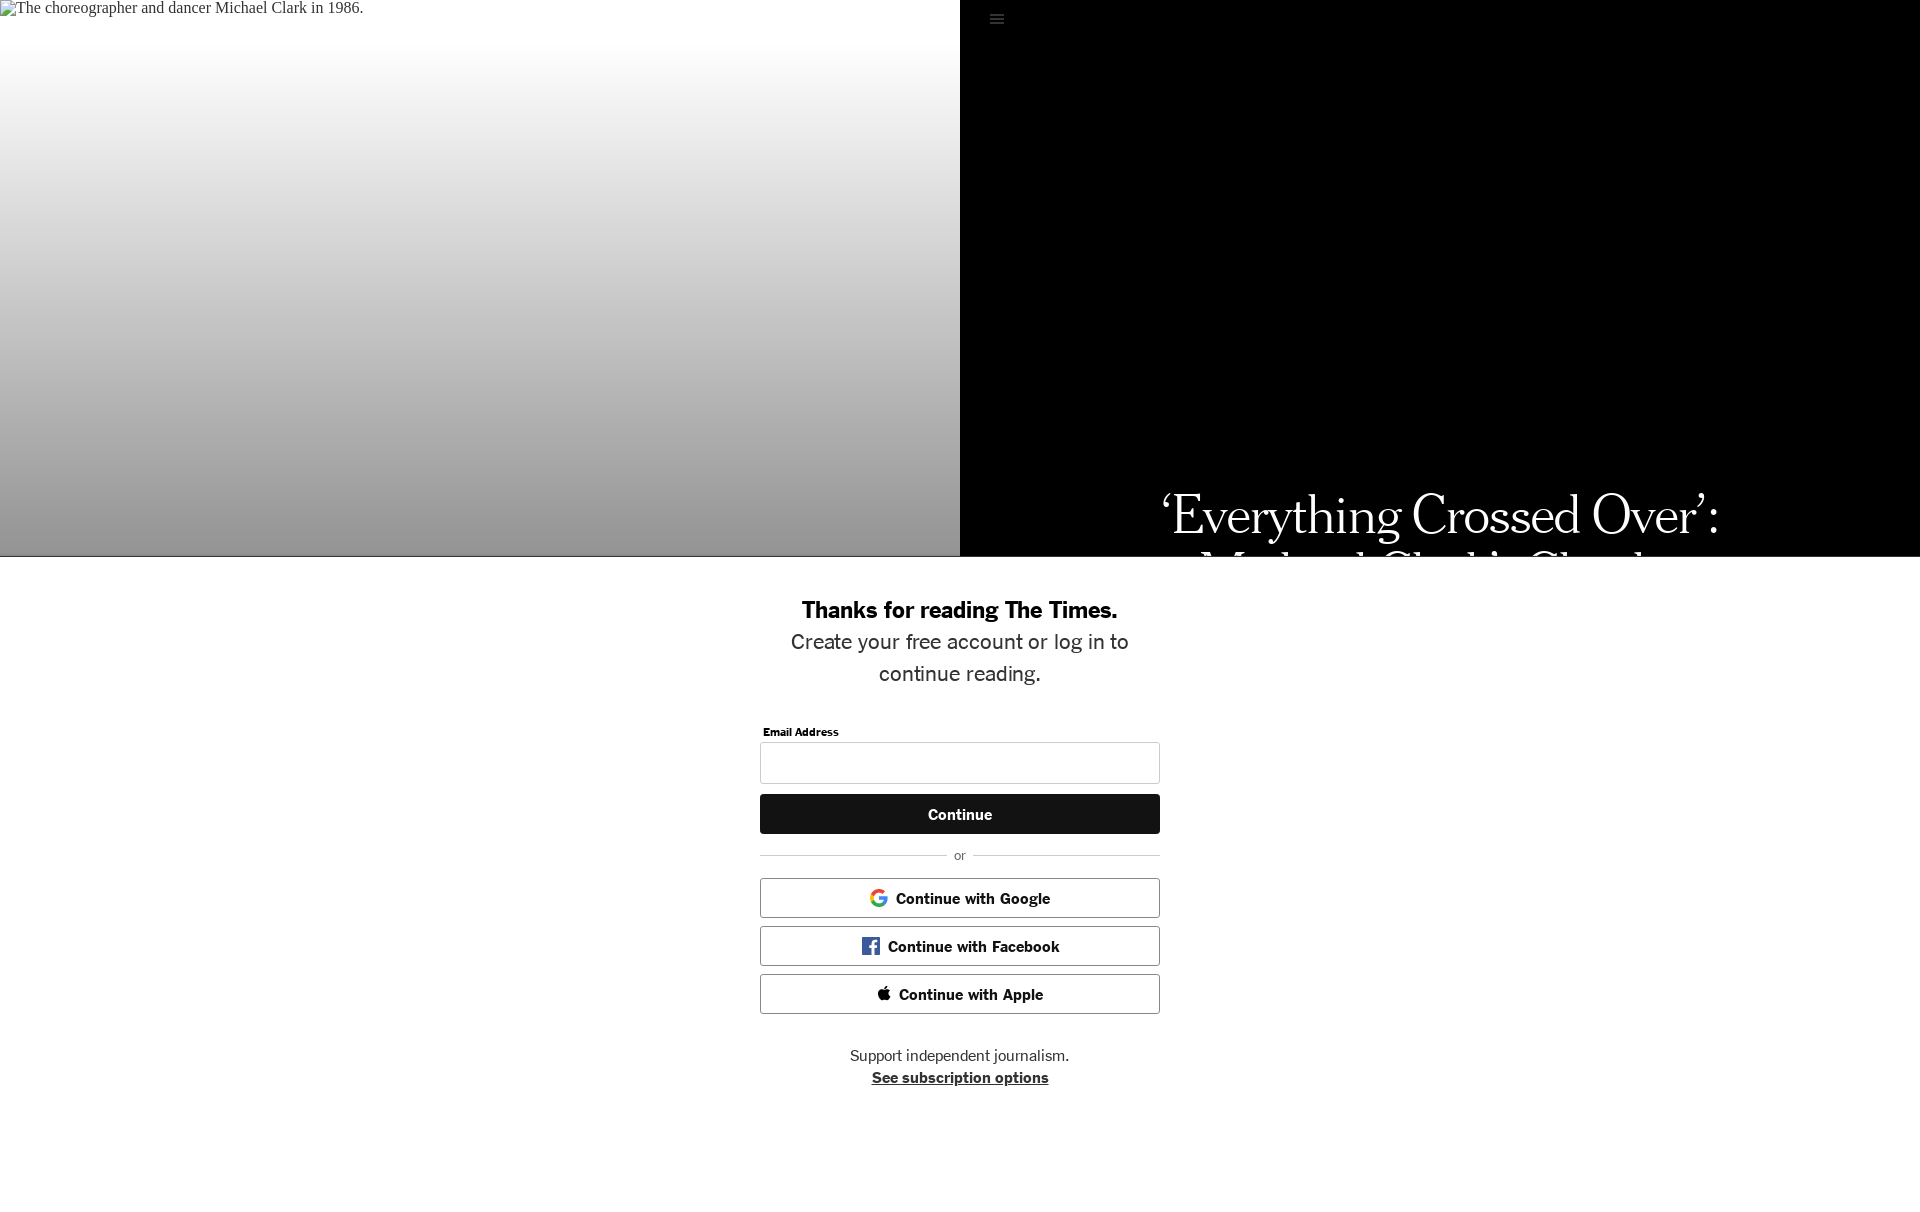 The choreographer and dancer Michael Clark in 1986.
‘Everything Crossed Over’:
Thanks for reading The Times.
Create your free account or log in to
continue reading.
Email Address
Continue
or
Continue with Google
Continue with Facebook
Continue with Apple
Support independent journalism.
See subscription options